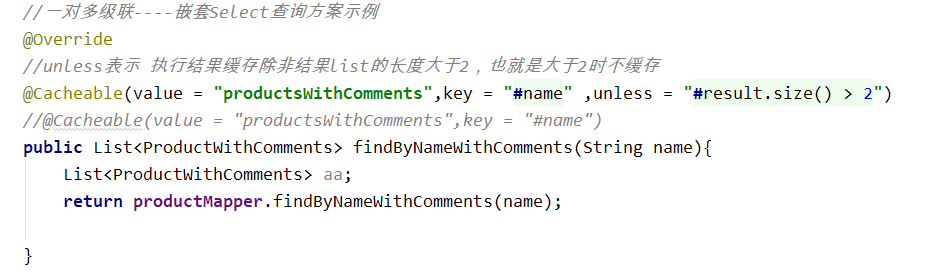 //一对多级联----嵌套Select查询方案示例
@Override
//unless表示 执行结果缓存除非结果list的长度大于2，也就是大于2时不缓存
@Cacheable(value = "productsWithComments",key = "#name" ,unless = "#result.size() > 2")
//@Cacheable(value = "productsWithComments",key = "#name")
public List<ProductWithComments> findByNameWithComments(String name){
    List<ProductWithComments> aa;
    return productMapper.findByNameWithComments(name);
}